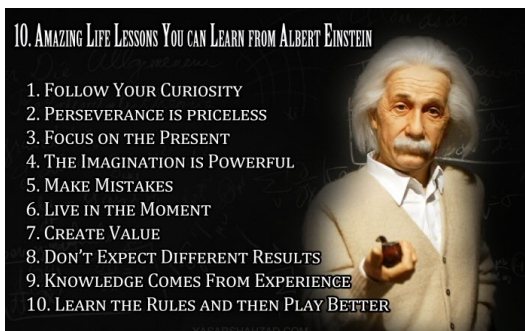 10. Amazing Life Lessons You can Learn from Albert Einstein
1. Follow Your Curiosity
2. Perseverance is priceless
3. Focus on the Present
4. The Imagination is Powerful
5. Make Mistakes
6. Live in the Moment
7. Create Value
8. Don't Expect Different Results
9. Knowledge Comes From Experience
10. Learn the Rules and then Play Better